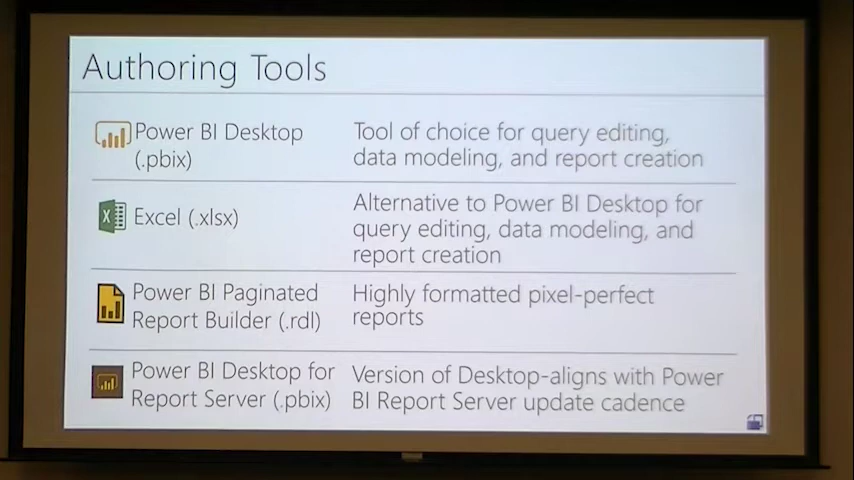 Authoring Tools
Power BI Desktop
(.pbix)
Tool of choice for query editing,
data modeling, and report creation
Excel (.xlsx)
Alternative to Power BI Desktop for
query editing, data modeling, and
report creation
Power BI Paginated
Report Builder (.rdl)
Highly formatted pixel-perfect
reports
Power BI Desktop for
Report Server (.pbix)
Version of Desktop-aligns with Power
BI Report Server update cadence